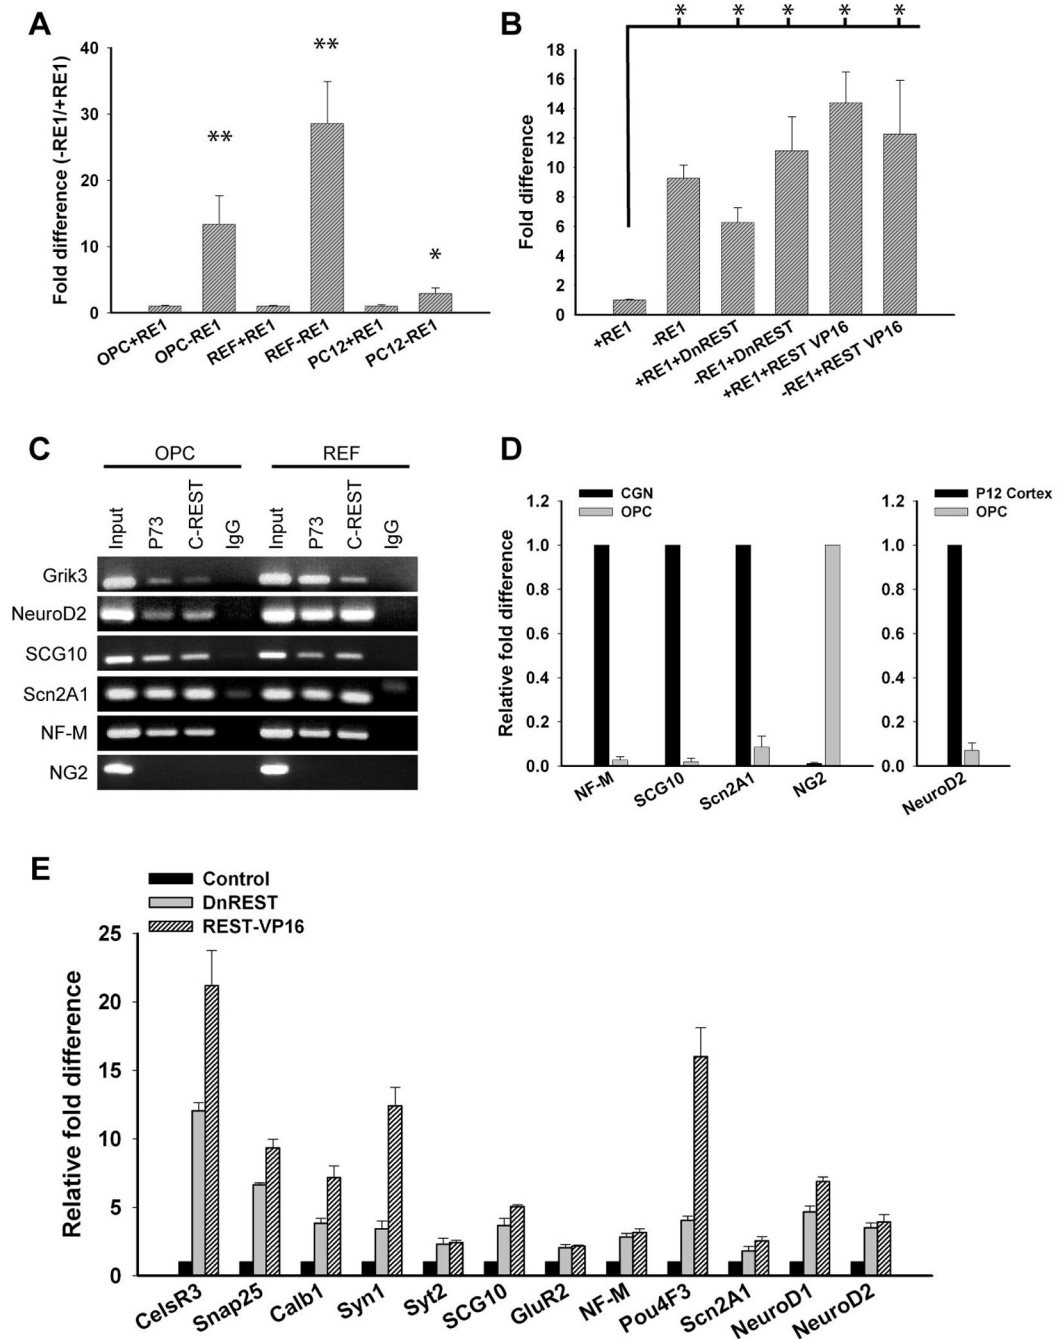 A
Fold difference (-RE1/+RE1)
40
30
20
10
0
**
**
*
OPC+RE1
OPC-RE1
REF+RE1
REF-RE1
PC12+RE1
PC12-RE1
B
Fold difference
18
16
14
12
10
8
6
4
2
0
* * * * *
+RE1
-RE1
+RE1+DnREST
-RE1+DnREST
+RE1+REST VP16
-RE1+REST VP16
C
OPC REF
Input P73 C-REST IgG Input P73 C-REST IgG
Grik3
NeuroD2
SCG10
Scn2A1
NF-M
NG2
D
CGN
OPC
Relative fold difference
1.2
1.0
0.8
0.6
0.4
0.2
0.0
NF-M
SCG10
Scn2A1
NG2
P12 Cortex
OPC
1.2
1.0
0.8
0.6
0.4
0.2
0.0
NeuroD2
E
Control
DnREST
REST-VP16
Relative fold difference
25
20
15
10
5
0
CelsR3
Snap25
Calb1
Syn1
Syt2
SCG10
GluR2
NF-M
Pou4F3
Scn2A1
NeuroD1
NeuroD2